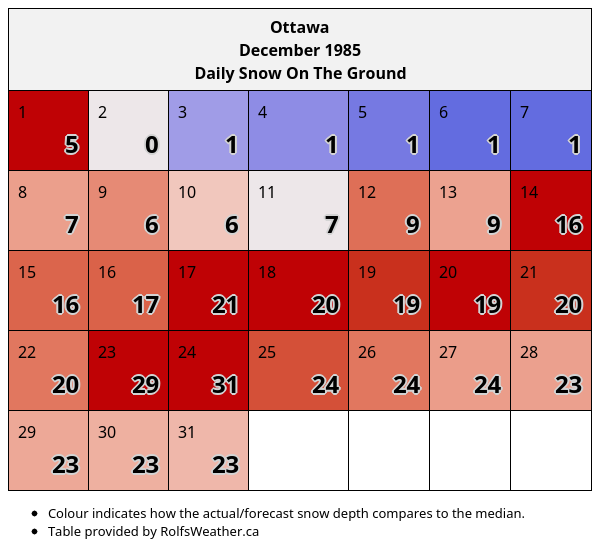 Ottawa
December 1985
Daily Snow On The Ground
1 2 3 4 5 6 7
5 0 1 1 1 1 1
8 9 10 11 12 13 14
7 6 6 7 9 9 16
15 16 17 18 19 20 21
16 17 21 20 19 19 20
22 23 24 25 26 27 28
20 29 31 24 24 24 23
29 30 31
23 23 23
• Colour indicates how the actual/forecast snow depth compares to the median.
• Table provided by RolfsWeather.ca